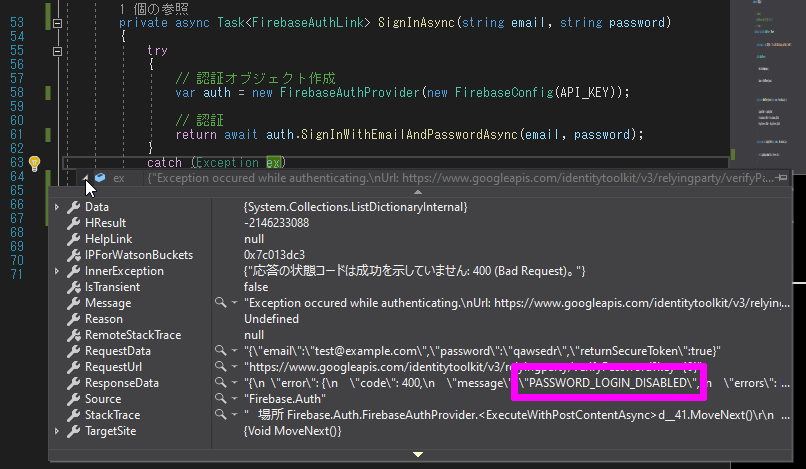 1 個の参照
53 private async Task<FirebaseAuthLink> SignInAsync(string email, string password)
54 {
55 try
56 {
57 // 認証オブジェクト作成
58 var auth = new FirebaseAuthProvider(new FirebaseConfig(API_KEY));
59
60 // 認証
61 return await auth.SignInWithEmailAndPasswordAsync(email, password);
62 }
63 catch (Exception ex)
64 ex {"Exception occured while authenticating.\nUrl: https://www.googleapis.com/identitytoolkit/v3/relyingparty/verifyPa...
65
66 Data {System.Collections.ListDictionaryInternal}
67 HResult -2146233088
68 HelpLink null
69 IPForWatsonBuckets 0x7c013dc3
70 InnerException {"応答の状態コードは成功を示していません: 400 (Bad Request)。"}
71 IsTransient false
Message "Exception occured while authenticating.\nUrl: https://www.googleapis.com/identitytoolkit/v3/relying...
Reason Undefined
RemoteStackTrace null
RequestData "{\"email\":\"test@example.com\",\"password\":\"qawsedr\",\"returnSecureToken\":true}"
RequestUrl "https://www.googleapis.com/identitytoolkit/v3/
ResponseData "{\n \"error\": {\n \"code\": 400,\n \"message\": \"PASSWORD_LOGIN_DISABLED\",\n \"errors\": ...
Source "Firebase.Auth"
StackTrace " 場所 Firebase.Auth.FirebaseAuthProvider.<ExecuteWithPostContentAsync>d__41.MoveNext()\r\n ...
TargetSite {Void MoveNext()}